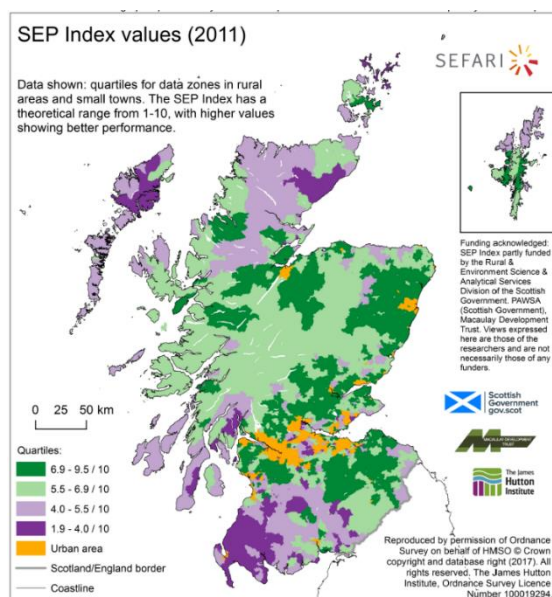 SEP Index values (2011)
SEFARI
Data shown: quartiles for data zones in rural
areas and small towns. The SEP Index has a
theoretical range from 1-10, with higher values
showing better performance.
Funding acknowledged:
SEP Index partly funded
by the Rural &
Environment Science &
Analytical Services
Division of the Scottish
Government. PAWSA
(Scottish Government),
Macaulay Development
Trust. Views expressed
here are those of the
researchers and are not
necessarily those of any
funders.
0 25 50 km
Scottish
Government
gov.scot
MACAULAY DEVELOPMENT
TRUST
The James
Hutton
Institute
Quartiles:
6.9 - 9.5 / 10
5.5 - 6.9 / 10
4.0 - 5.5 / 10
1.9 - 4.0 / 10
Urban area
Scotland/England border
Coastline
Reproduced by permission of Ordnance
Survey on behalf of HMSO © Crown
copyright and database right (2017). All
rights reserved. The James Hutton
Institute, Ordnance Survey Licence
Number 100019294